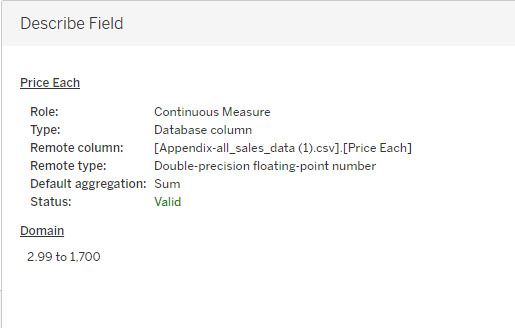 Describe Field
Price Each
Role: Continuous Measure
Type: Database column
Remote column: [Appendix-all_sales_data (1).csv].[Price Each]
Remote type: Double-precision floating-point number
Default aggregation: Sum
Status: Valid
Domain
2.99 to 1,700